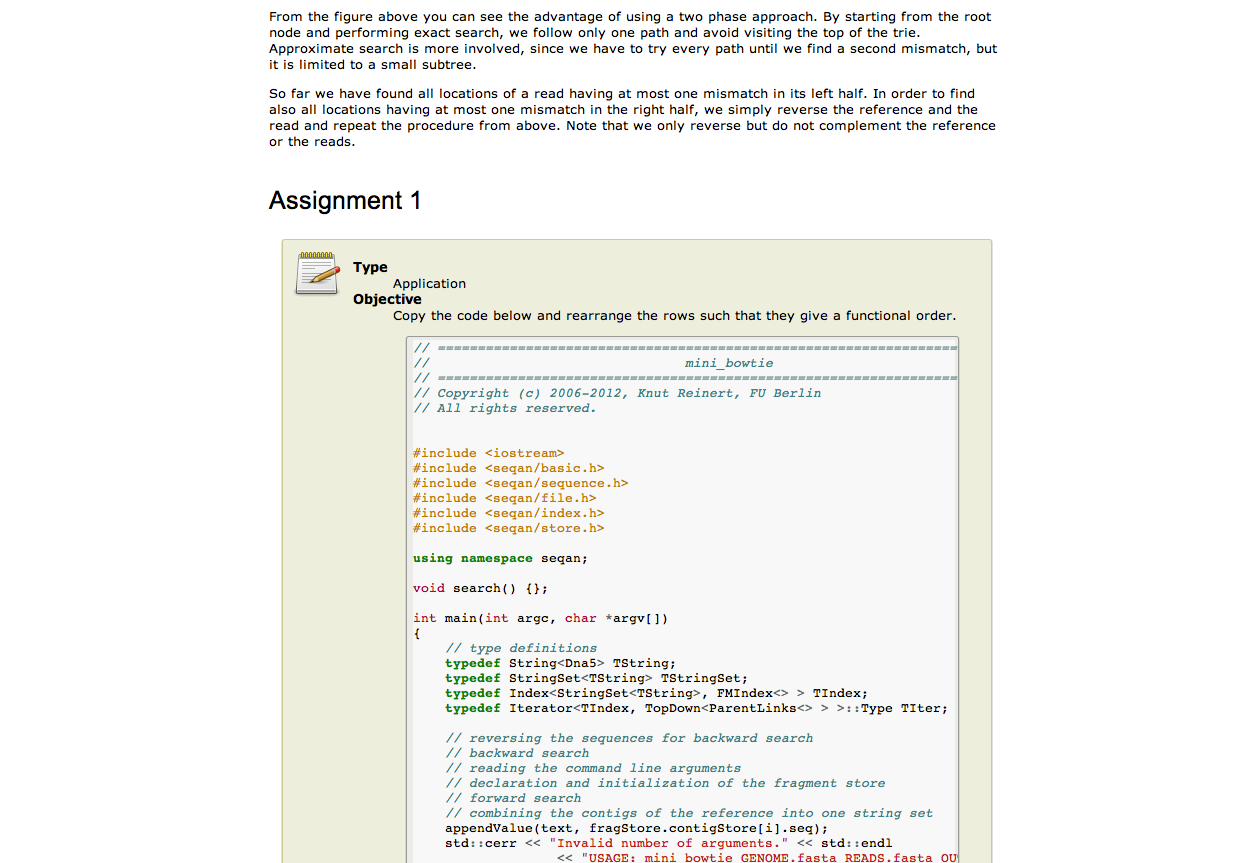 From the figure above you can see the advantage of using a two phase approach. By starting from the root
node and performing exact search, we follow only one path and avoid visiting the top of the trie.
Approximate search is more involved, since we have to try every path until we find a second mismatch, but
it is limited to a small subtree.
So far we have found all locations of a read having at most one mismatch in its left half. In order to find
also all locations having at most one mismatch in the right half, we simply reverse the reference and the
read and repeat the procedure from above. Note that we only reverse but do not complement the reference
or the reads.
Assignment 1
Type
Application
Objective
Copy the code below and rearrange the rows such that they give a functional order.
// =================================================================
//                                  mini_bowtie
// =================================================================
// Copyright (c) 2006-2012, Knut Reinert, FU Berlin
// All rights reserved.
#include <iostream>
#include <seqan/basic.h>
#include <seqan/sequence.h>
#include <seqan/file.h>
#include <seqan/index.h>
#include <seqan/store.h>
using namespace seqan;
void search() {};
int main(int argc, char *argv[])
{
    // type definitions
    typedef String<Dna5> TString;
    typedef StringSet<TString> TStringSet;
    typedef Index<StringSet<TString>, FMIndex<> > TIndex;
    typedef Iterator<TIndex, TopDown<ParentLinks<> > >::Type TIter;
    // reversing the sequences for backward search
    // backward search
    // reading the command line arguments
    // declaration and initialization of the fragment store
    // forward search
    // combining the contigs of the reference into one string set
    appendValue(text, fragStore.contigStore[i].seq);
    std::cerr << "Invalid number of arguments." << std::endl
                  << "USAGE: mini_bowtie GENOME.fasta READS.fasta OU